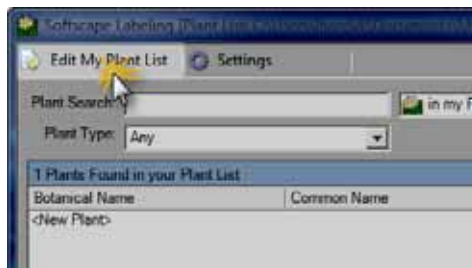 Softscape Labeling [Plant List
Edit My Plant List Settings
Plant Search: in my
Plant Type: Any
1 Plants Found in your Plant List
Botanical Name Common Name
<New Plant>